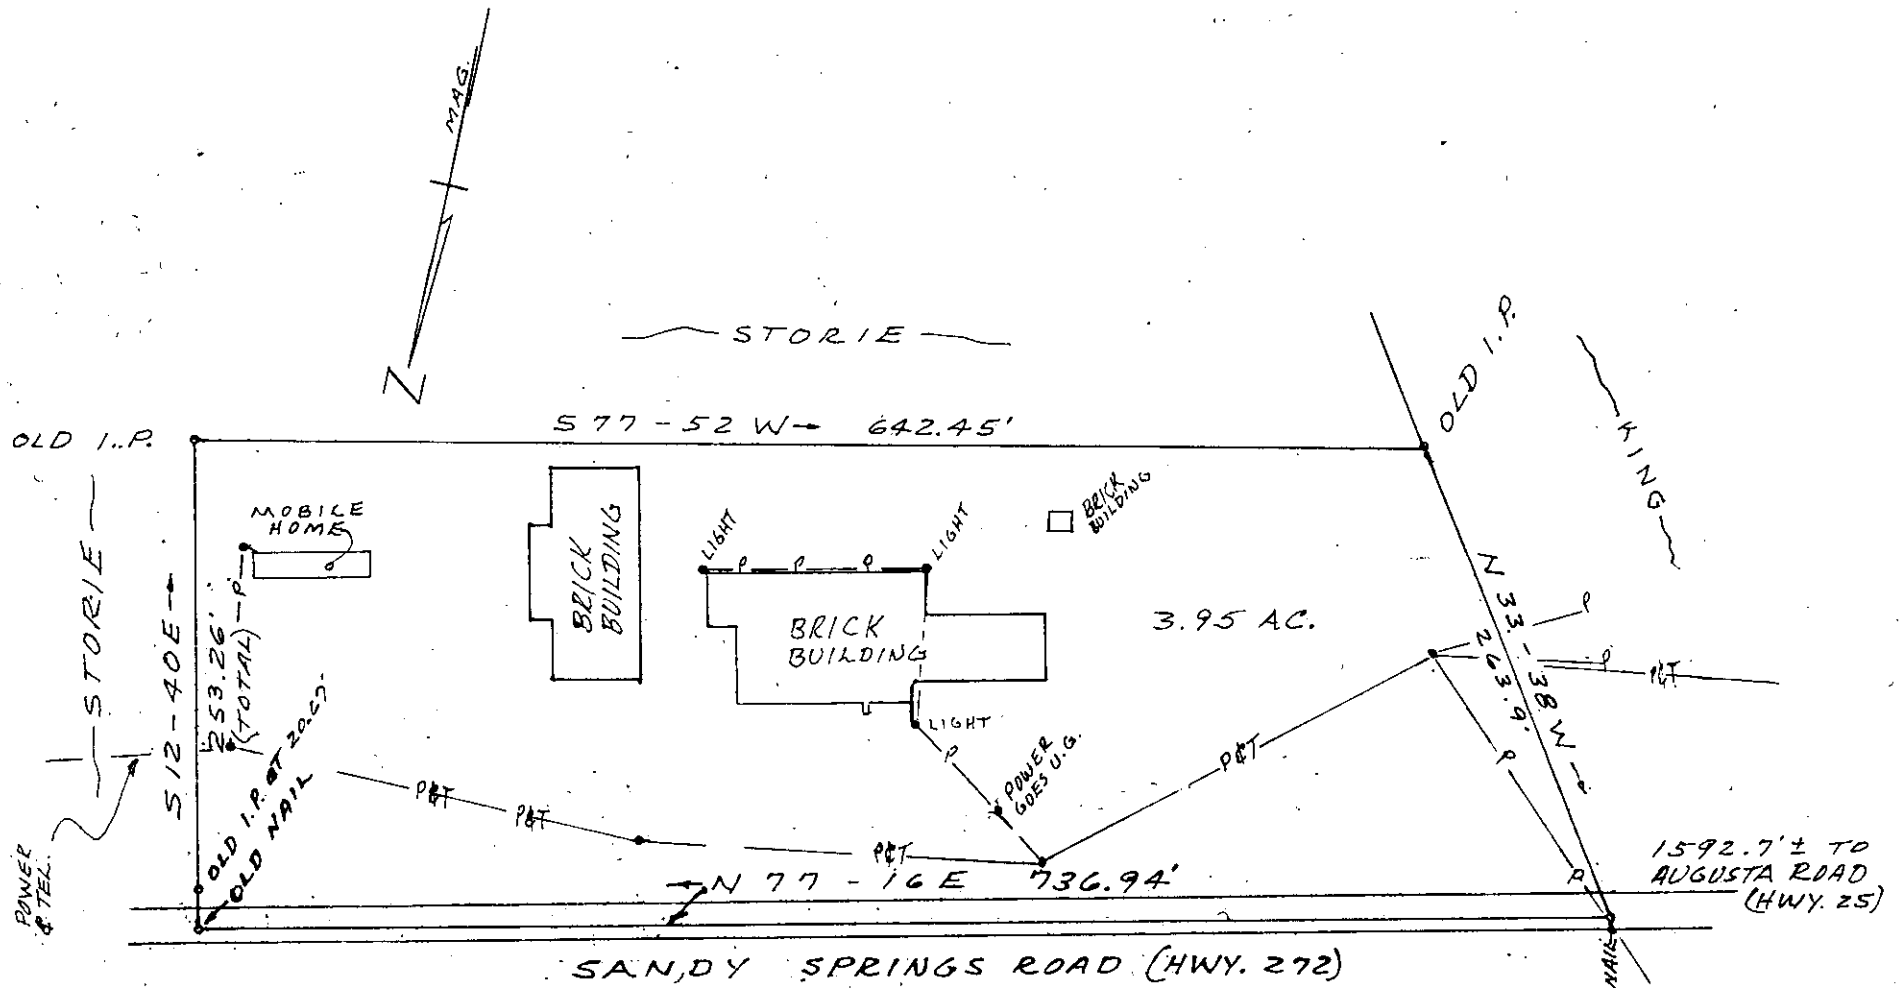 MAG.
Z
STORIE
OLD I.P.
S 77 - 52 W 642.45'
OLD I.P.
KING
STORIE
MOBILE
HOME
BRICK
BUILDING
LIGHT
LIGHT
BRICK
BUILDING
BRICK
BUILDING
3.95 AC.
P
P P P
S 12 - 40 E
253.26'
(TOTAL)
N 33 - 38 W
263.9'
P
P
P&T
LIGHT
P
POWER
GOES U.G.
P&T
P
P&T
P&T
P&T
OLD I.P. AT
OLD NAIL
POWER
& TEL.
N 77 - 16 E 736.94'
P
1592.7' ± TO
AUGUSTA ROAD
(HWY. 25)
SANDY SPRINGS ROAD (HWY. 272)
NAIL